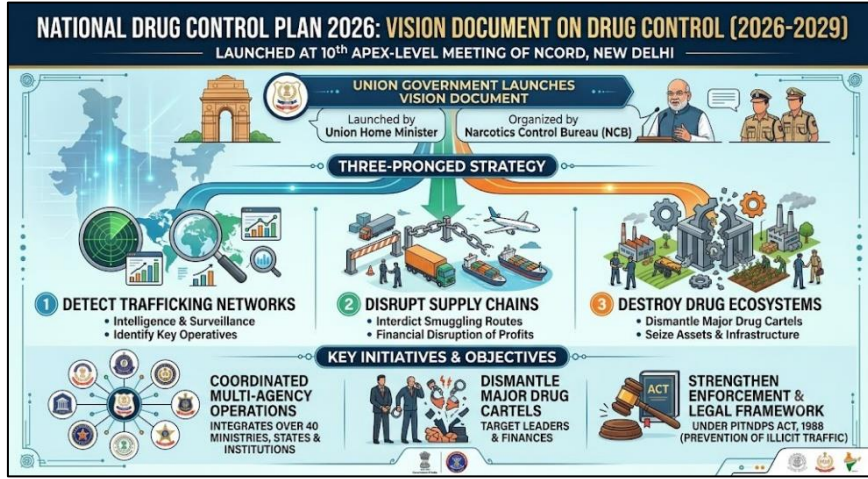 NATIONAL DRUG CONTROL PLAN 2026: VISION DOCUMENT ON DRUG CONTROL (2026-2029)
LAUNCHED AT 10th APEX-LEVEL MEETING OF NCORD, NEW DELHI
UNION GOVERNMENT LAUNCHES
VISION DOCUMENT
Launched by
Union Home Minister
Organized by
Narcotics Control Bureau (NCB)
THREE-PRONGED STRATEGY
1 DETECT TRAFFICKING NETWORKS
• Intelligence & Surveillance
• Identify Key Operatives
2 DISRUPT SUPPLY CHAINS
• Interdict Smuggling Routes
• Financial Disruption of Profits
3 DESTROY DRUG ECOSYSTEMS
• Dismantle Major Drug Cartels
• Seize Assets & Infrastructure
KEY INITIATIVES & OBJECTIVES
COORDINATED
MULTI-AGENCY
OPERATIONS
INTEGRATES OVER 40
MINISTRIES, STATES &
INSTITUTIONS
DISMANTLE
MAJOR DRUG
CARTELS
TARGET LEADERS
& FINANCES
ACT
STRENGTHEN
ENFORCEMENT &
LEGAL FRAMEWORK
UNDER PITNDPS ACT, 1988
(PREVENTION OF ILLICIT TRAFFIC)